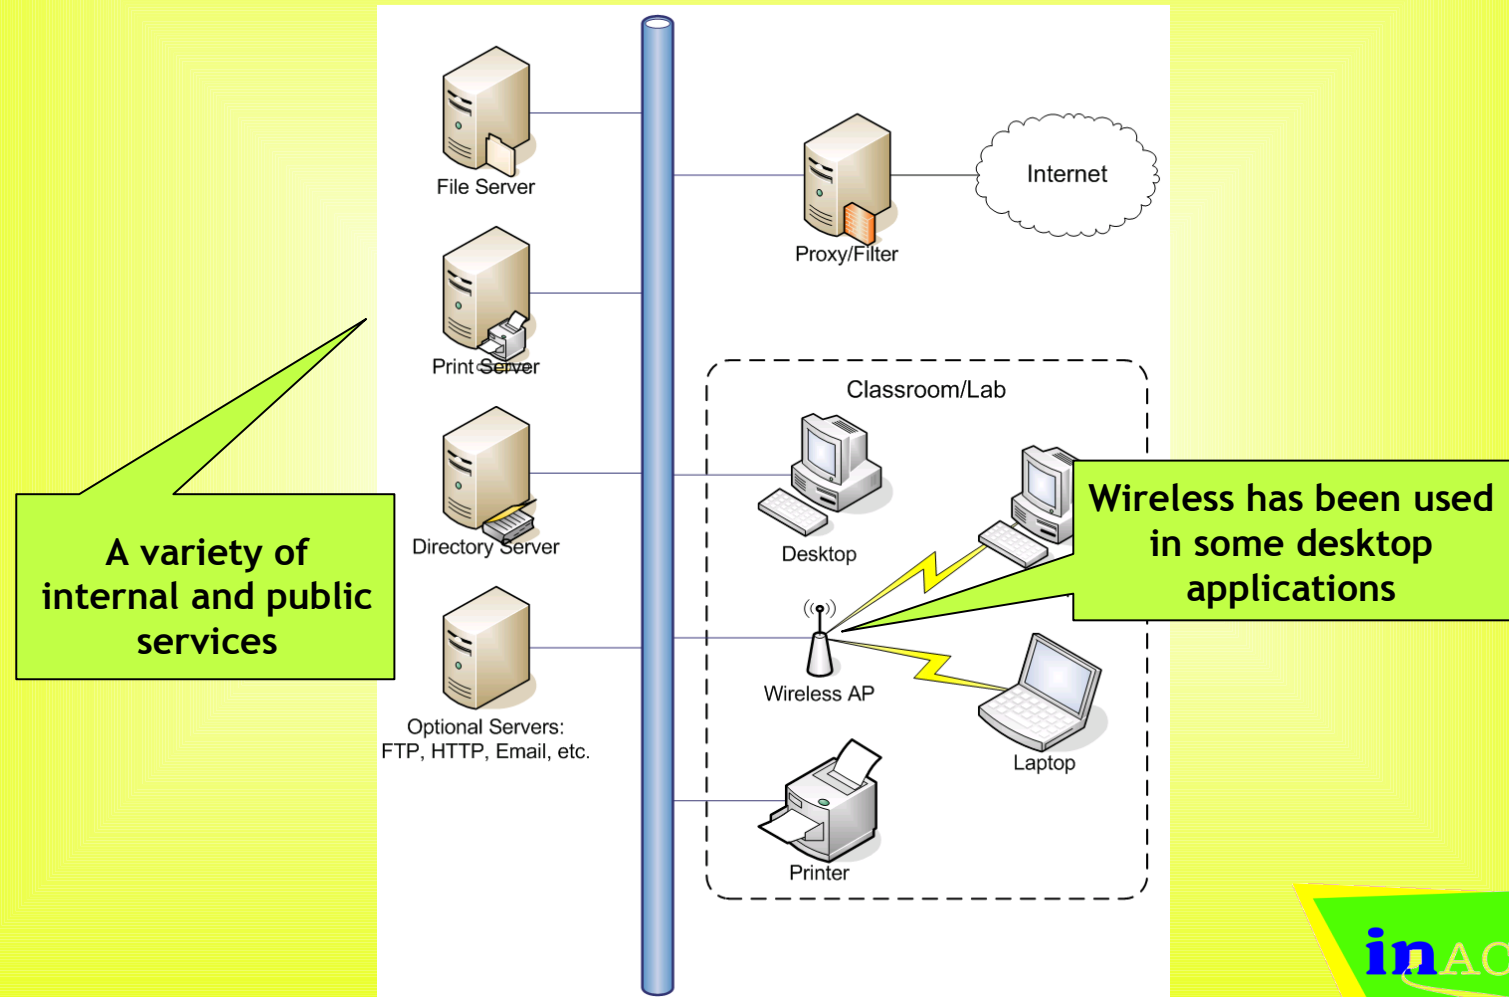 File Server
Internet
Proxy/Filter
Print Server
Classroom/Lab
A variety of
internal and public
services
Directory Server
Desktop
Wireless has been used
in some desktop
applications
Wireless AP
Optional Servers:
FTP, HTTP, Email, etc.
Laptop
Printer
inAC